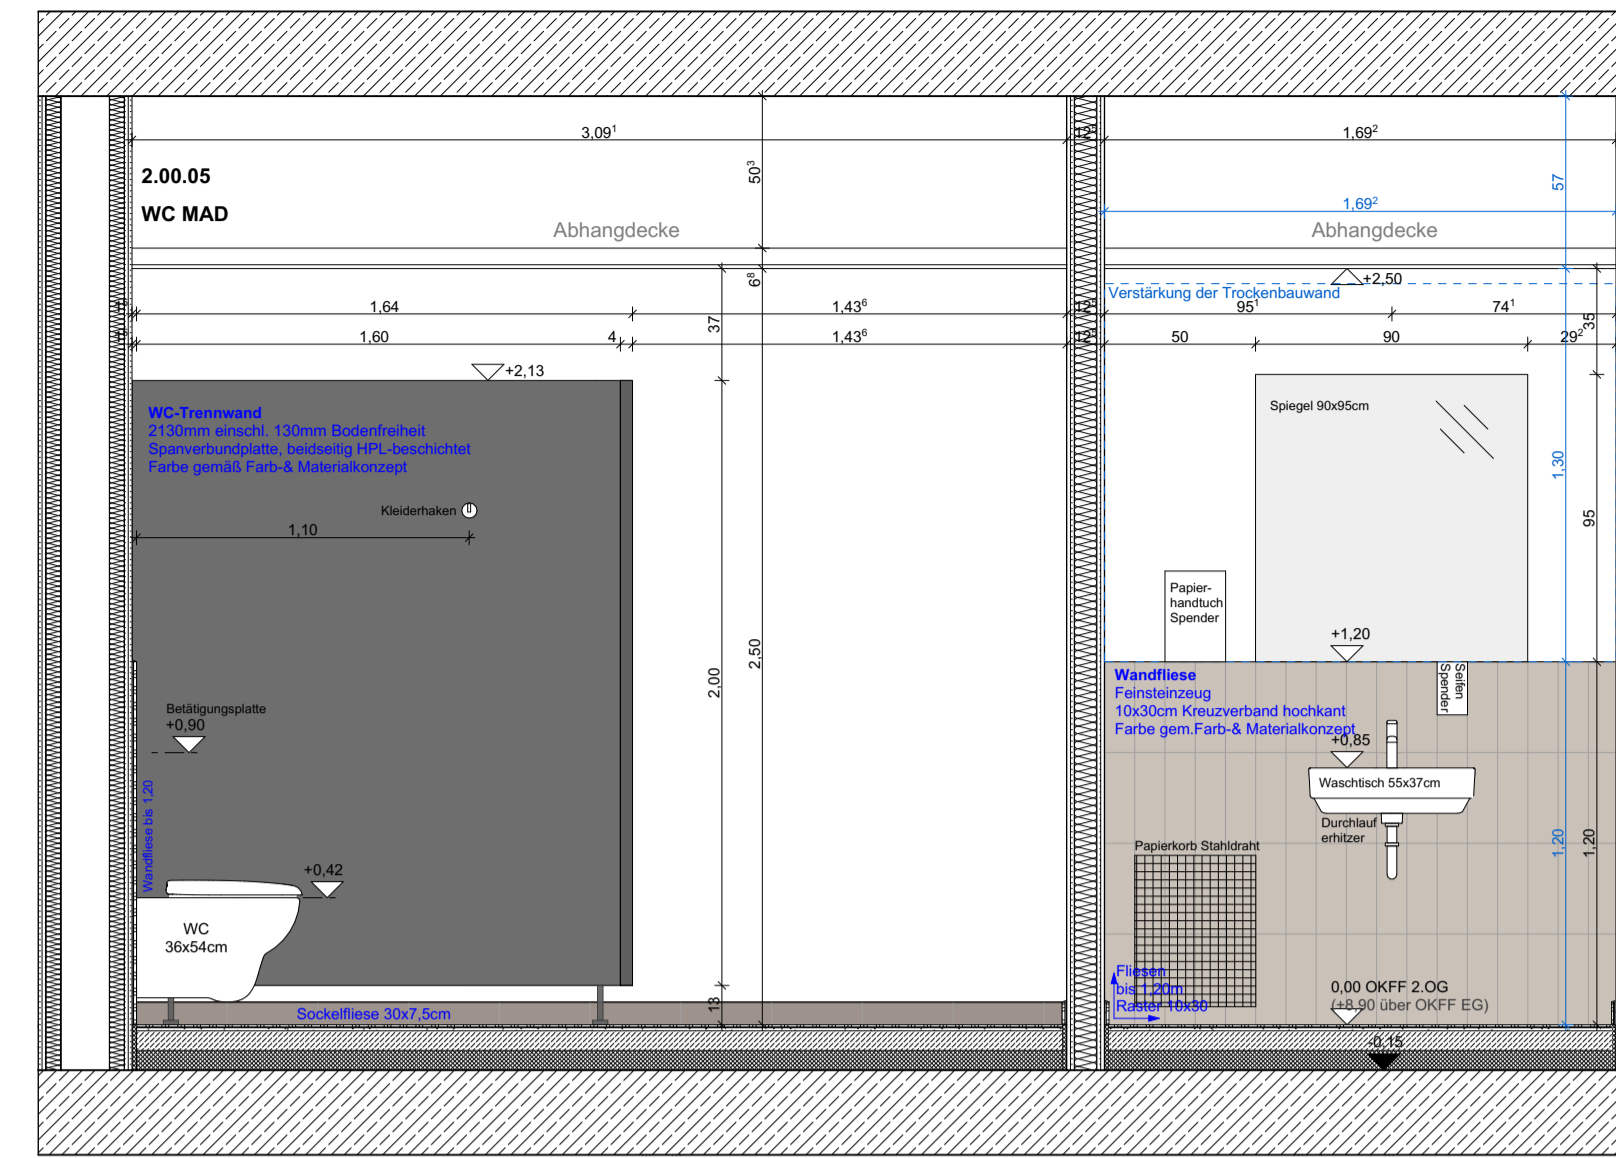 3,09¹
12⁵
1,69²
2.00.05
50³
57
WC MAD
1,69²
Abhangdecke
Abhangdecke
6⁸
+2,50
Verstärkung der Trockenbauwand
1,64
1,43⁶
12⁵
95¹
74¹
37
35
1,60
4
1,43⁶
12⁵
50
90
29²
+2,13
WC-Trennwand
2130mm einschl. 130mm Bodenfreiheit
Spanverbundplatte, beidseitig HPL-beschichtet
Farbe gemäß Farb-& Materialkonzept
Spiegel 90x95cm
1,30
Kleiderhaken
95
1,10
Papier-
handtuch
Spender
2,50
+1,20
2,00
Wandfliese
Feinsteinzeug
10x30cm Kreuzverband hochkant
Farbe gem.Farb-& Materialkonzept
Seifen
Spender
Betätigungsplatte
+0,90
+0,85
Waschtisch 55x37cm
Wandfliese bis 1,20
Durchlauf
erhitzer
1,20
1,20
Papierkorb Stahldraht
+0,42
WC
36x54cm
Fliesen
bis 1,20m
Raster 10x30
0,00 OKFF 2.OG
(+8,90 über OKFF EG)
13
Sockelfliese 30x7,5cm
-0,15